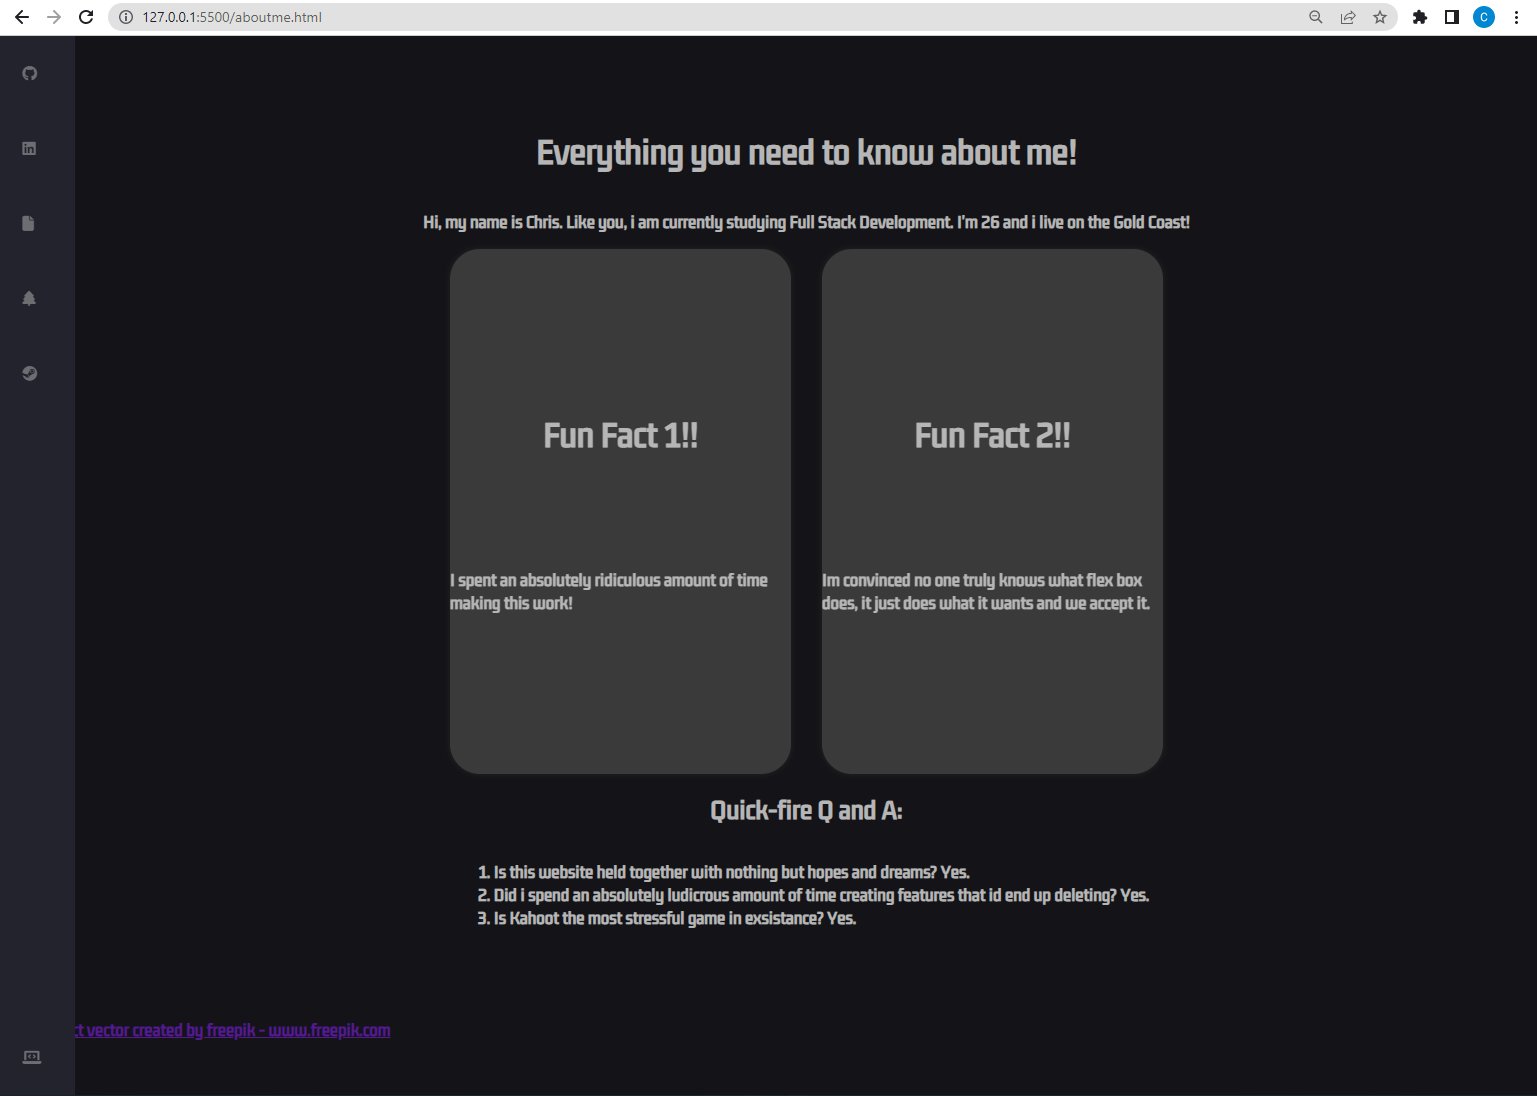 127.0.0.1:5500/aboutme.html
C
Everything you need to know about me!
Hi, my name is Chris. Like you, i am currently studying Full Stack Development. I'm 26 and i live on the Gold Coast!
Fun Fact 1!!
I spent an absolutely ridiculous amount of time
making this work!
Fun Fact 2!!
Im convinced no one truly knows what flex box
does, it just does what it wants and we accept it.
Quick-fire Q and A:
1. Is this website held together with nothing but hopes and dreams? Yes.
2. Did i spend an absolutely ludicrous amount of time creating features that id end up deleting? Yes.
3. Is Kahoot the most stressful game in exsistance? Yes.
vector created by freepik - www.freepik.com